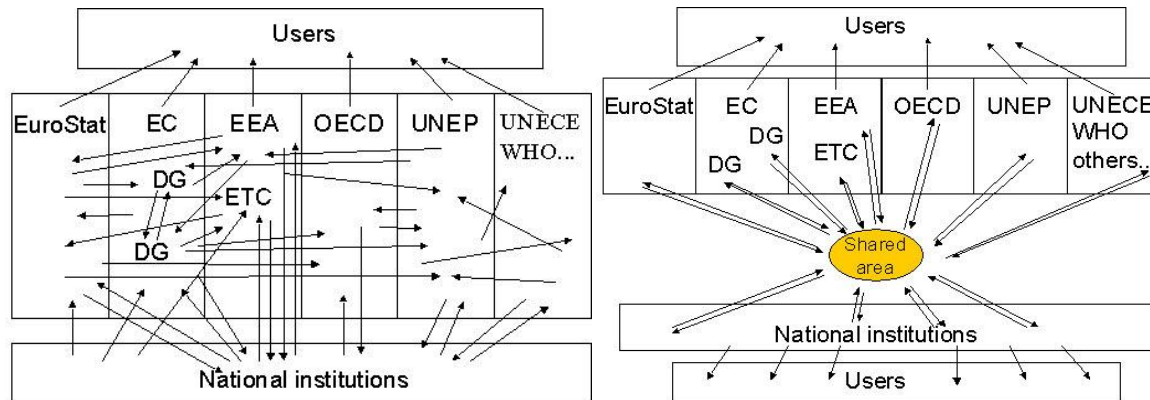 Users
EuroStat
EC
EEA
OECD
UNEP
UNECE
WHO...
DG
ETC
DG
National institutions
Users
EuroStat
EC
EEA
OECD
UNEP
UNECE
WHO
others...
DG
DG
ETC
Shared
area
National institutions
Users